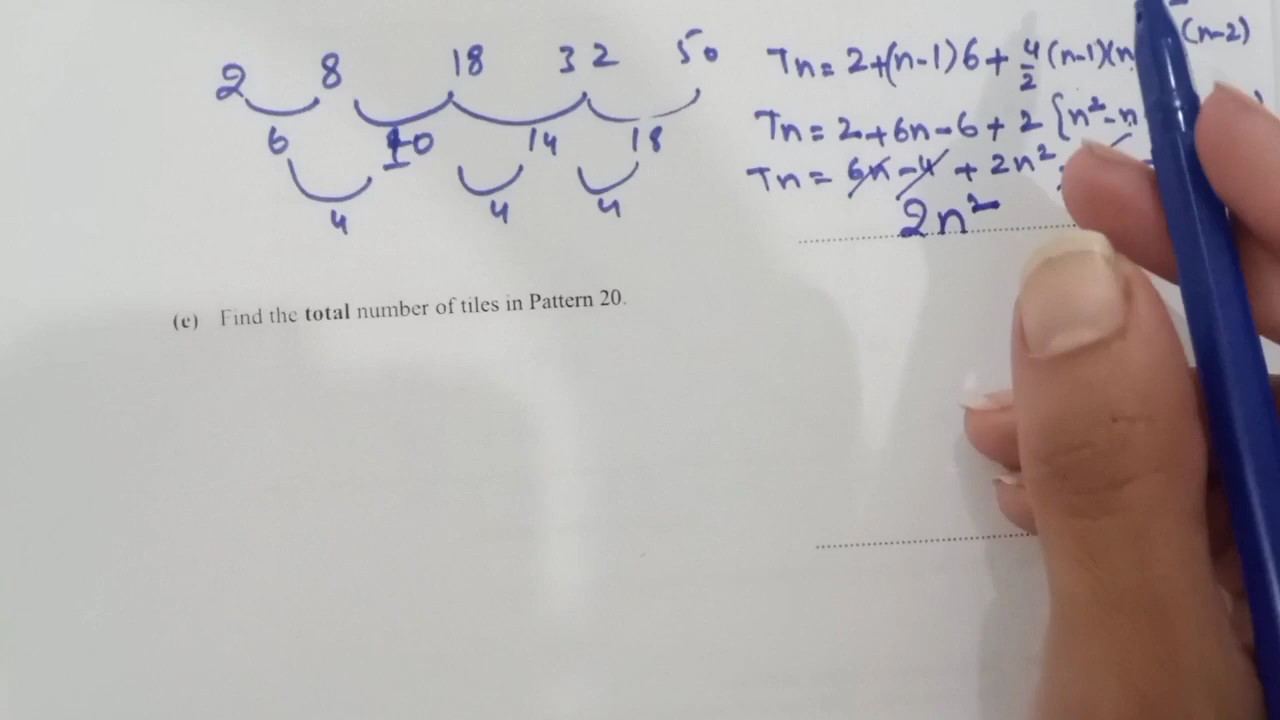 2 8 18 32 50
6 10 14 18
4 4 4
Tn = 2+(n-1)6+ 4/2 (n-1)(n (n-2)
Tn = 2+6n-6+2 {n²-n
Tn = 6n-4 + 2n²
2n²
(e) Find the total number of tiles in Pattern 20.